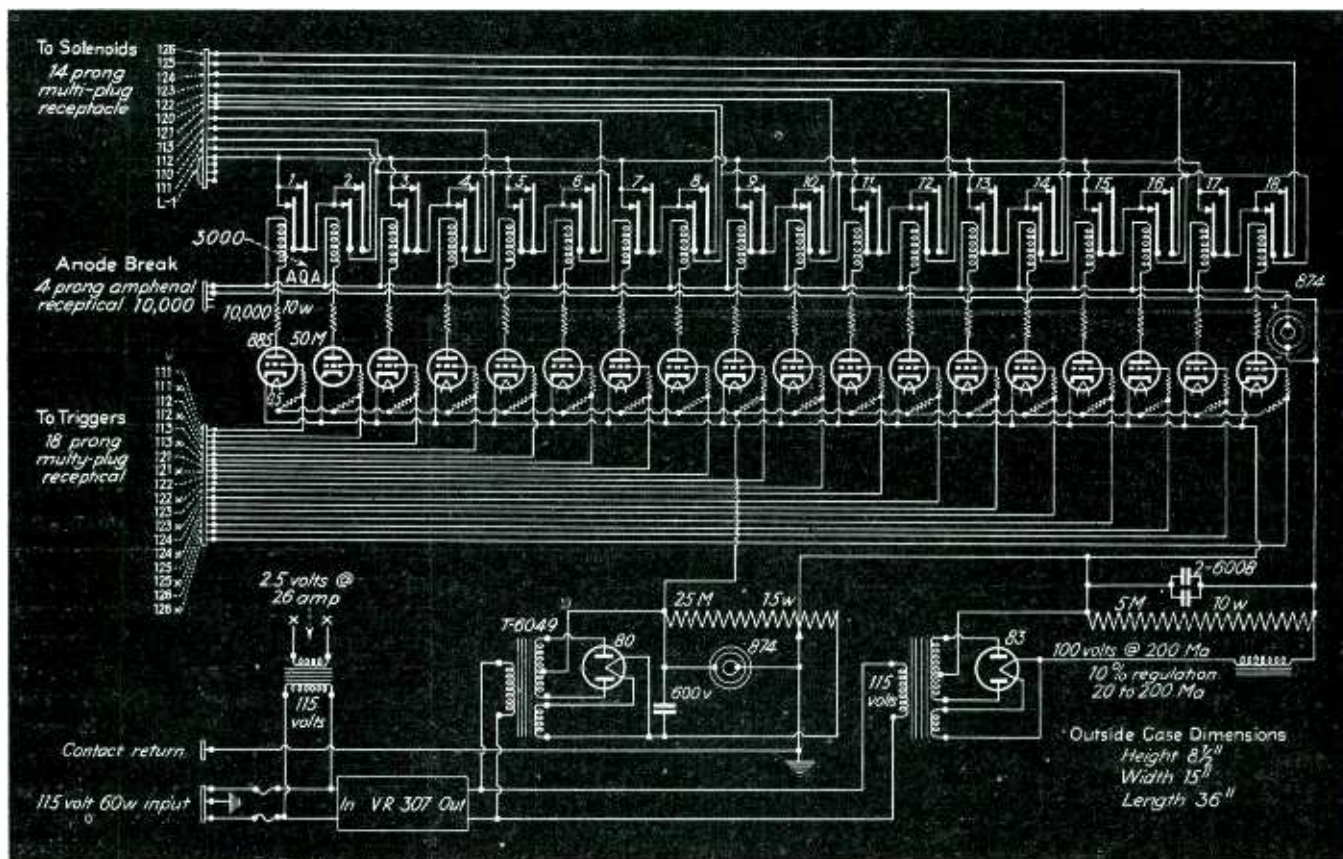 To Solenoids
14 prong
multi-plug
receptacle
126
125
124
123
122
120
121
113
112
110
111
L-1
1 2 3 4 5 6 7 8 9 10 11 12 13 14 15 16 17 18
3000
AQA
Anode Break
4 prong amphenal
receptical 10,000
10,000
10w
874
885
50M
.45
To Triggers
18 prong
multy-plug
receptical
111
111
112
112
113
113
121
121
122
122
123
123
124
124
125
125
126
126
2.5 volts @
26 amp
115
volts
T-6049
80
25M
15w
874
600v
115
volts
83
2-6008
5M
10w
100 volts @ 200 Ma
10% regulation
20 to 200 Ma
Outside Case Dimensions
Height 8½"
Width 15"
Length 36"
Contact return
115 volt 60w input
In VR 307 Out